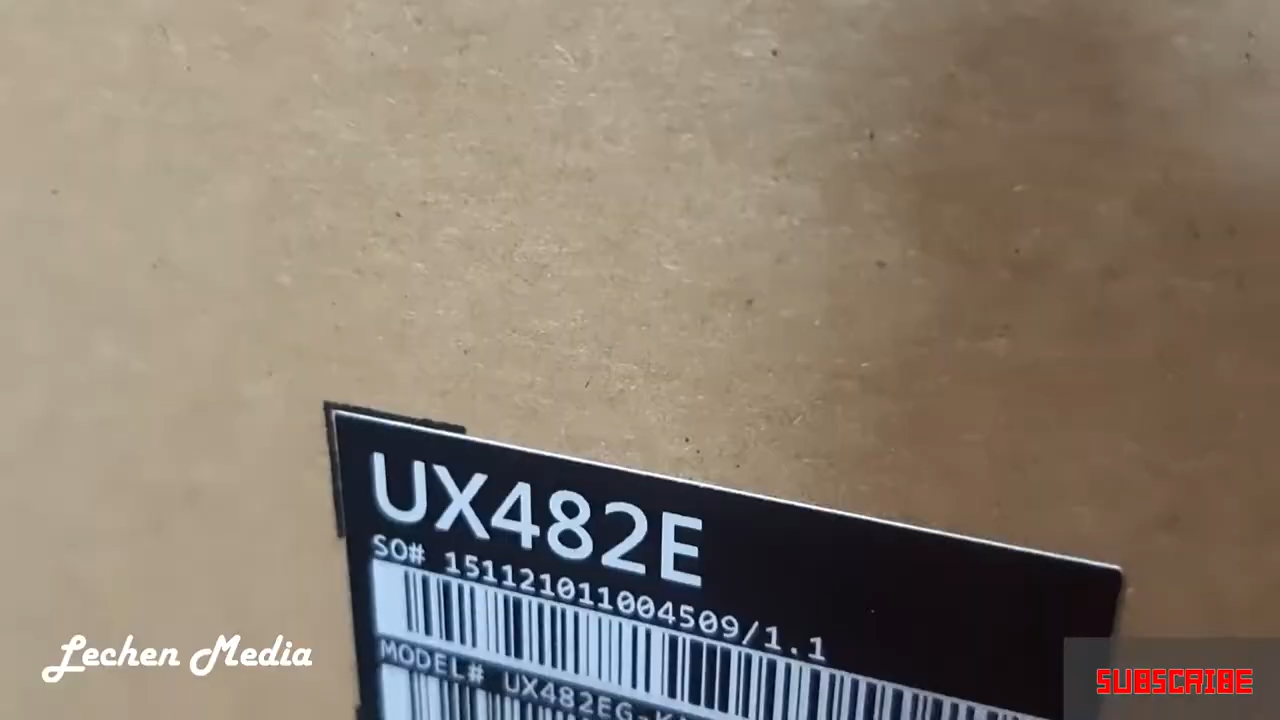 UX482E
SO# 151121011004509/1.1
MODEL# UX482EG-K
Lechen Media
SUBSCRIBE